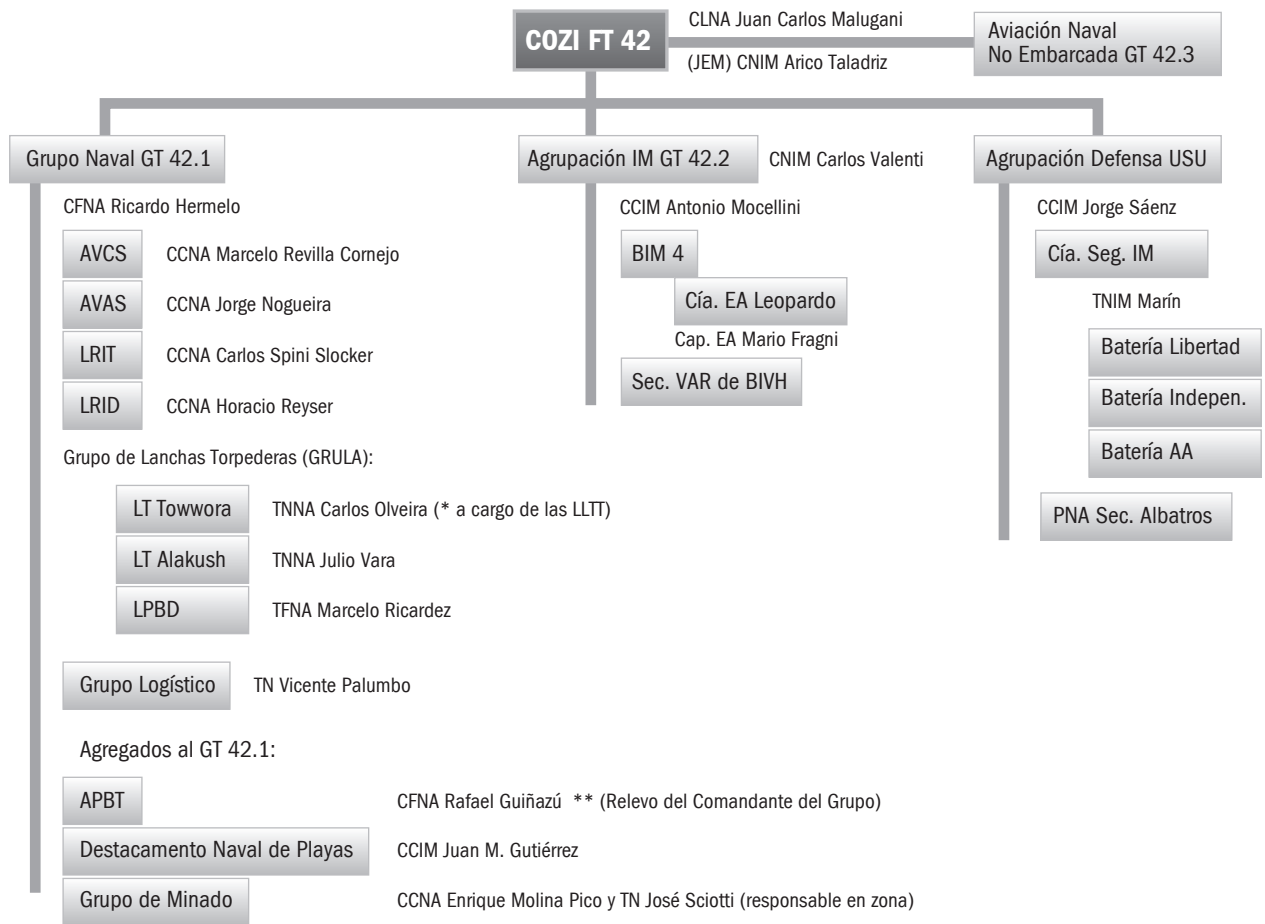 COZI FT 42
CLNA Juan Carlos Malugani
(JEM) CNIM Arico Taladriz
Aviación Naval
No Embarcada GT 42.3
Grupo Naval GT 42.1
CFNA Ricardo Hermelo
AVCS CCNA Marcelo Revilla Cornejo
AVAS CCNA Jorge Nogueira
LRIT CCNA Carlos Spini Slocker
LRID CCNA Horacio Reyser
Grupo de Lanchas Torpederas (GRULA):
LT Towwora TNNA Carlos Olveira (* a cargo de las LLTT)
LT Alakush TNNA Julio Vara
LPBD TFNA Marcelo Ricardez
Grupo Logístico TN Vicente Palumbo
Agregados al GT 42.1:
APBT CFNA Rafael Guiñazú ** (Relevo del Comandante del Grupo)
Destacamento Naval de Playas CCIM Juan M. Gutiérrez
Grupo de Minado CCNA Enrique Molina Pico y TN José Sciotti (responsable en zona)
Agrupación IM GT 42.2 CNIM Carlos Valenti
CCIM Antonio Mocellini
BIM 4
Cía. EA Leopardo
Cap. EA Mario Fragni
Sec. VAR de BIVH
Agrupación Defensa USU
CCIM Jorge Sáenz
Cía. Seg. IM
TNIM Marín
Batería Libertad
Batería Indepen.
Batería AA
PNA Sec. Albatros